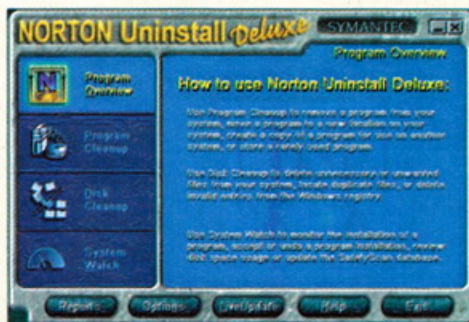 NORTON Uninstall Deluxe
SYMANTEC
Program Overview
Program
Overview
Program
Cleanup
Disk
Cleanup
System
Watch
How to use Norton Uninstall Deluxe:
Use Program Cleanup to remove a program from your
system, move a program to a new location on your
system, create a copy of a program for use on another
system, or store a rarely used program.
Use Disk Cleanup to delete unnecessary or unwanted
files from your system, locate duplicate files, or delete
invalid entries from the Windows registry.
Use System Watch to monitor the installation of a
program, accept or undo a program installation, review
disk space usage or update the SafetyScan database.
Reports
Options
LiveUpdate
Help
Exit